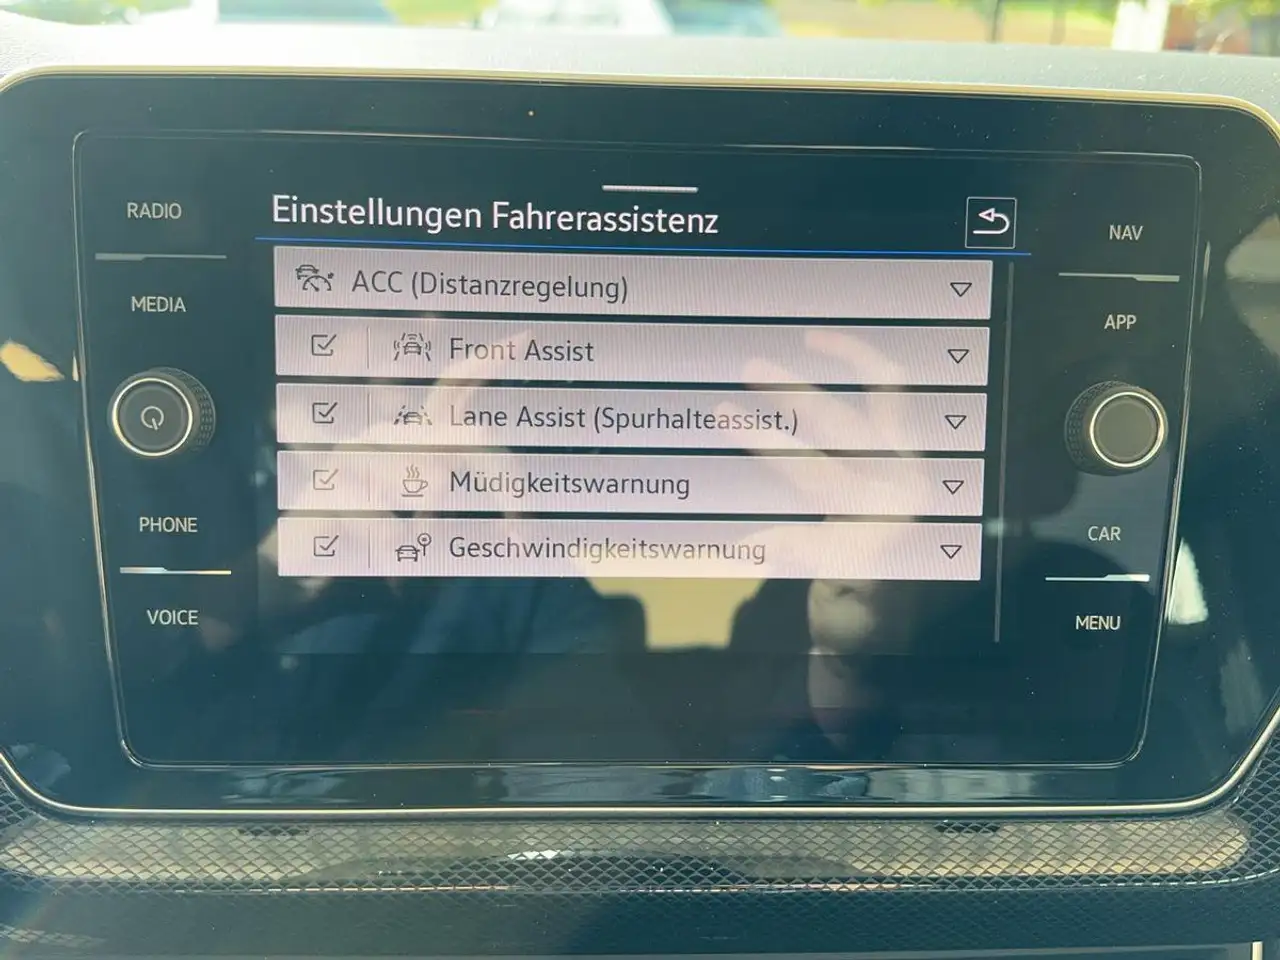 Einstellungen Fahrerassistenz
RADIO
MEDIA
PHONE
VOICE
ACC (Distanzregelung)
Front Assist
Lane Assist (Spurhalteassist.)
Müdigkeitswarnung
Geschwindigkeitswarnung
NAV
APP
CAR
MENU